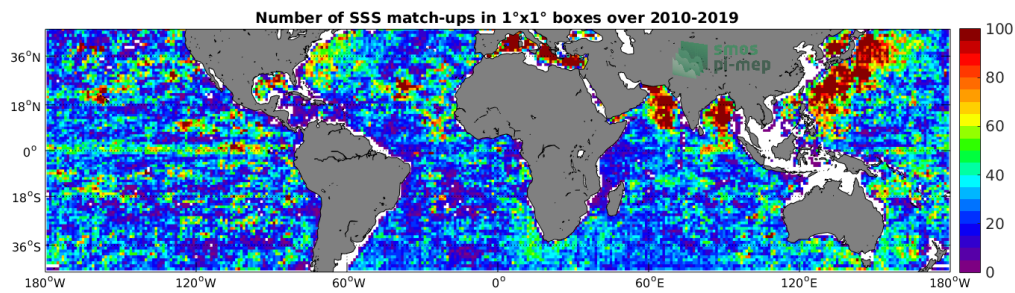 Number of SSS match-ups in 1°x1° boxes over 2010-2019
smos
pi-mep
36°N
18°N
0°
18°S
36°S
180°W
120°W
60°W
0°
60°E
120°E
180°W
100
80
60
40
20
0